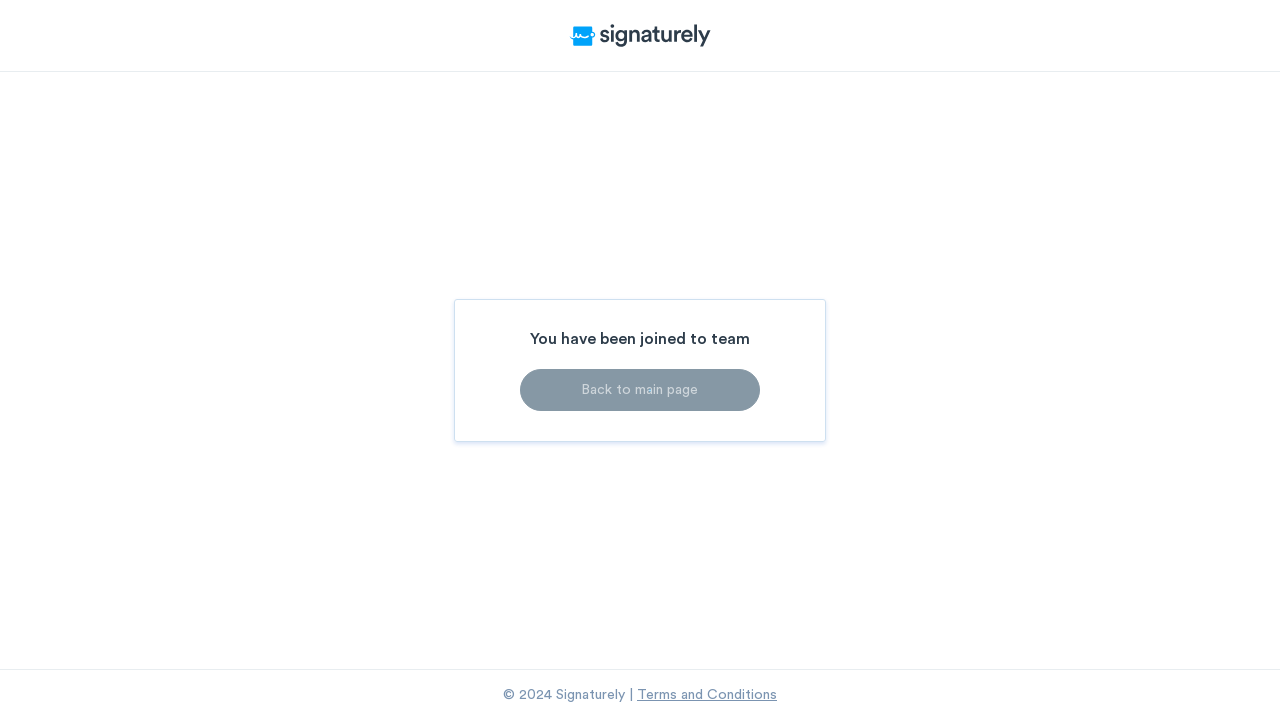 signaturely
You have been joined to team
Back to main page
© 2024 Signaturely | Terms and Conditions